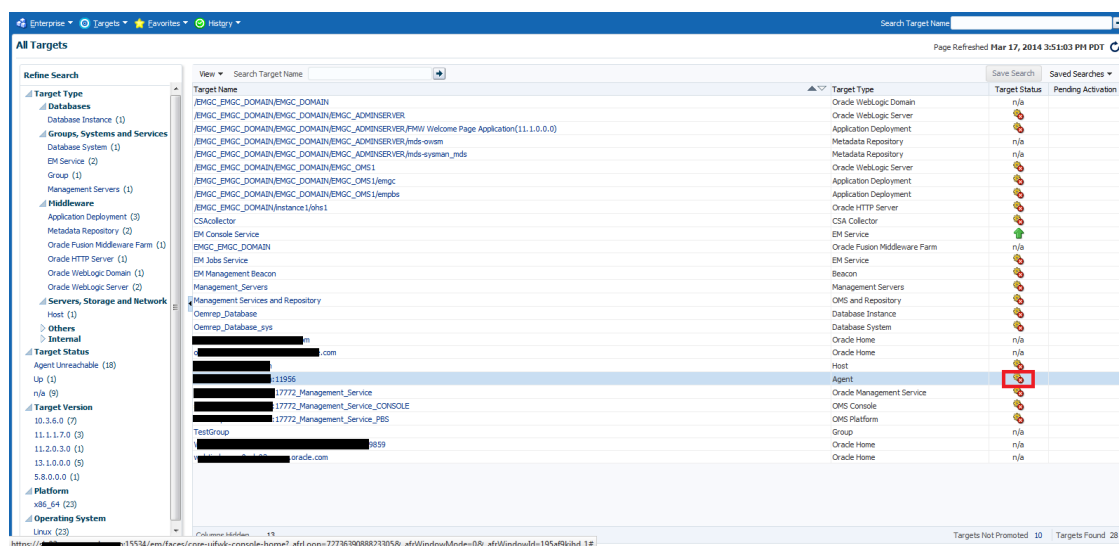 Enterprise Targets Favorites History Search Target Name
All Targets
Page Refreshed Mar 17, 2014 3:51:03 PM PDT
Refine Search
Target Type
Databases
Database Instance (1)
Groups, Systems and Services
Database System (1)
EM Service (2)
Group (1)
Management Servers (1)
Middleware
Application Deployment (3)
Metadata Repository (2)
Oracle Fusion Middleware Farm (1)
Oracle HTTP Server (1)
Oracle WebLogic Domain (1)
Oracle WebLogic Server (2)
Servers, Storage and Network
Host (1)
Others
Internal
Target Status
Agent Unreachable (18)
Up (1)
n/a (9)
Target Version
10.3.6.0 (7)
11.1.1.7.0 (3)
11.2.0.3.0 (1)
13.1.0.0.0 (5)
5.8.0.0.0 (1)
Platform
x86_64 (23)
Operating System
Linux (23)
View Search Target Name Save Search Saved Searches
Target Name Target Type Target Status Pending Activation
/EMGC_EMGC_DOMAIN/EMGC_DOMAIN Oracle WebLogic Domain n/a
/EMGC_EMGC_DOMAIN/EMGC_DOMAIN/EMGC_ADMINSERVER Oracle WebLogic Server
/EMGC_EMGC_DOMAIN/EMGC_DOMAIN/EMGC_ADMINSERVER/FMW Welcome Page Application(11.1.0.0.0) Application Deployment
/EMGC_EMGC_DOMAIN/EMGC_DOMAIN/EMGC_ADMINSERVER/mds-owsm Metadata Repository n/a
/EMGC_EMGC_DOMAIN/EMGC_DOMAIN/EMGC_ADMINSERVER/mds-sysman_mds Metadata Repository n/a
/EMGC_EMGC_DOMAIN/EMGC_DOMAIN/EMGC_OMS1 Oracle WebLogic Server
/EMGC_EMGC_DOMAIN/EMGC_DOMAIN/EMGC_OMS1/emgc Application Deployment
/EMGC_EMGC_DOMAIN/EMGC_DOMAIN/EMGC_OMS1/empbs Application Deployment
/EMGC_EMGC_DOMAIN/instance1/ohs1 Oracle HTTP Server
CSAcollector CSA Collector
EM Console Service EM Service
EMGC_EMGC_DOMAIN Oracle Fusion Middleware Farm n/a
EM Jobs Service EM Service
EM Management Beacon Beacon
Management_Servers Management Servers
Management Services and Repository OMS and Repository
Oemrep_Database Database Instance
Oemrep_Database_sys Database System
Oracle Home n/a
.com Oracle Home n/a
Host
:11956 Agent
:17772_Management_Service Oracle Management Service
:17772_Management_Service_CONSOLE OMS Console
:17772_Management_Service_PBS OMS Platform
TestGroup Group n/a
9859 Oracle Home n/a
.oracle.com Oracle Home n/a
Columns Hidden 13 Targets Not Promoted 10 Targets Found 28